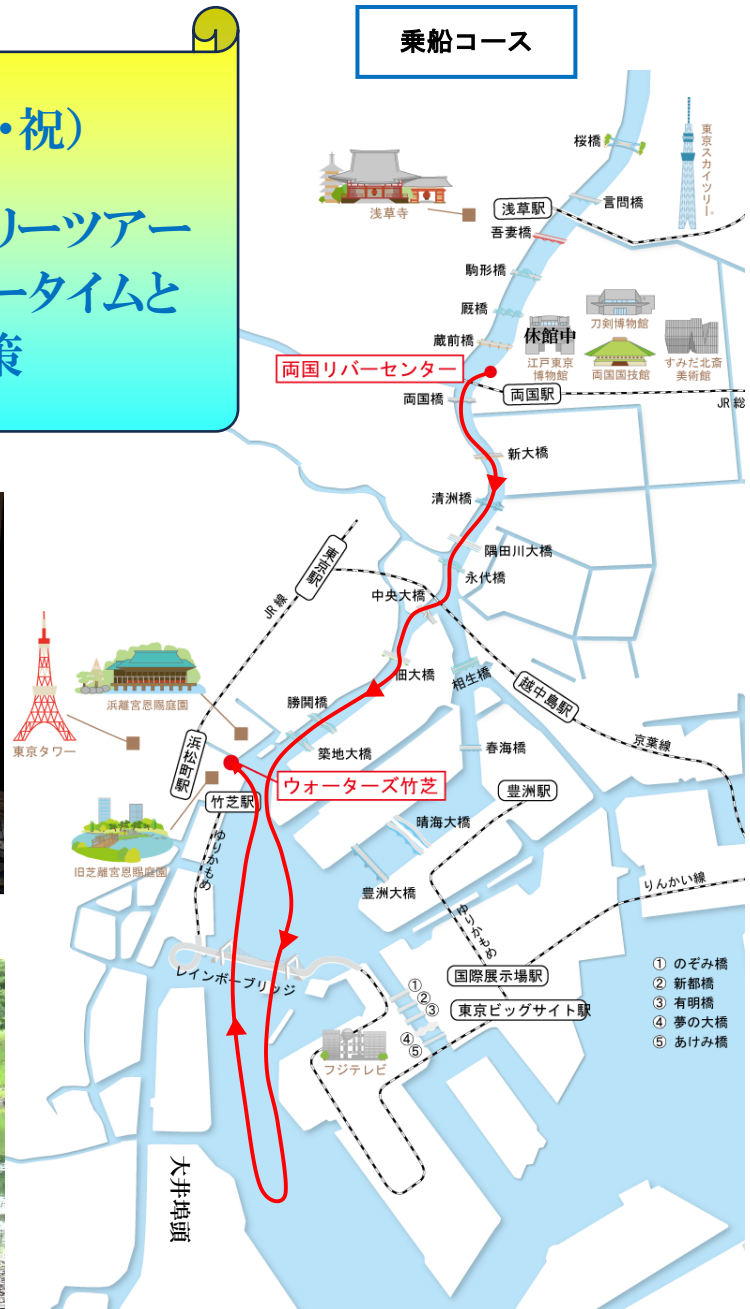 乗船コース
・祝）
リーツアー
ータイムと
策
桜橋
東京スカイツリー®
浅草寺
浅草駅
言問橋
吾妻橋
駒形橋
厩橋
蔵前橋
刀剣博物館
休館中
江戸東京
博物館
両国国技館
すみだ北斎
美術館
両国リバーセンター
両国橋
両国駅
JR 総
新大橋
清洲橋
隅田川大橋
永代橋
東京駅
JR 線
中央大橋
佃大橋
相生橋
越中島駅
浜離宮恩賜庭園
勝鬨橋
東京タワー
浜松町駅
築地大橋
春海橋
京葉線
ウォーターズ竹芝
竹芝駅
豊洲駅
晴海大橋
ゆりかもめ
旧芝離宮恩賜庭園
豊洲大橋
りんかい線
ゆりかもめ
レインボーブリッジ
国際展示場駅
東京ビッグサイト駅
①
②
③
④
⑤
① のぞみ橋
② 新都橋
③ 有明橋
④ 夢の大橋
⑤ あけみ橋
フジテレビ
大井埠頭